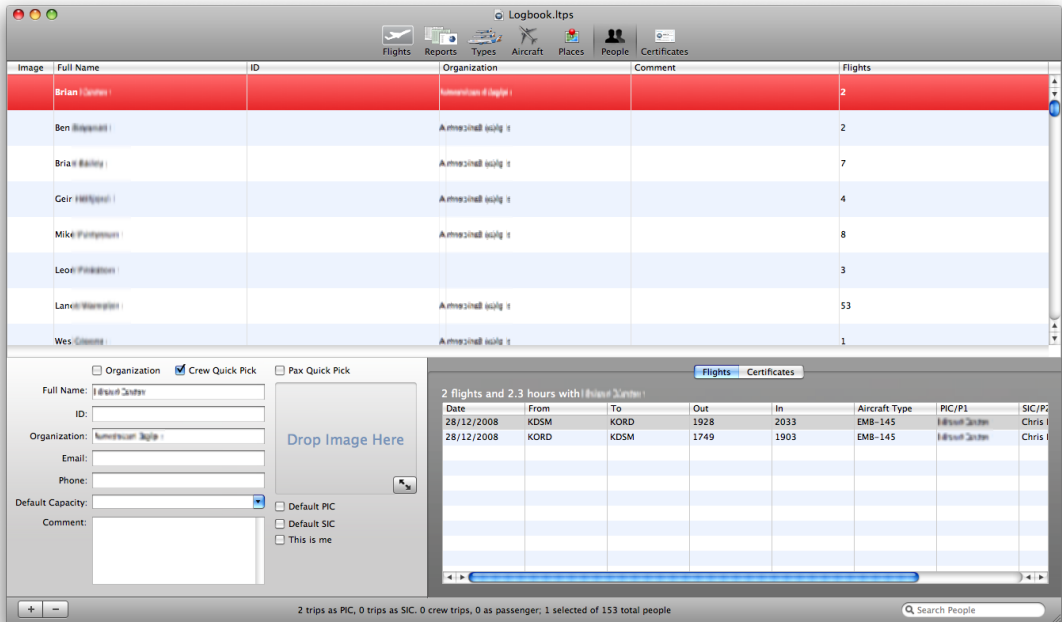 Logbook.ltps
Flights Reports Types Aircraft Places People Certificates
Image Full Name ID Organization Comment Flights
Brian 2
Ben 2
Brian 7
Geir 4
Mike 8
Leon 3
Lance 53
Wes 1
Organization Crew Quick Pick Pax Quick Pick
Full Name:
ID:
Organization:
Email:
Phone:
Default Capacity:
Comment:
Drop Image Here
Default PIC
Default SIC
This is me
Flights Certificates
2 flights and 2.3 hours with
Date From To Out In Aircraft Type PIC/P1 SIC/P2
28/12/2008 KDSM KORD 1928 2033 EMB-145 Chris
28/12/2008 KORD KDSM 1749 1903 EMB-145 Chris
+ − 2 trips as PIC, 0 trips as SIC. 0 crew trips, 0 as passenger; 1 selected of 153 total people Search People